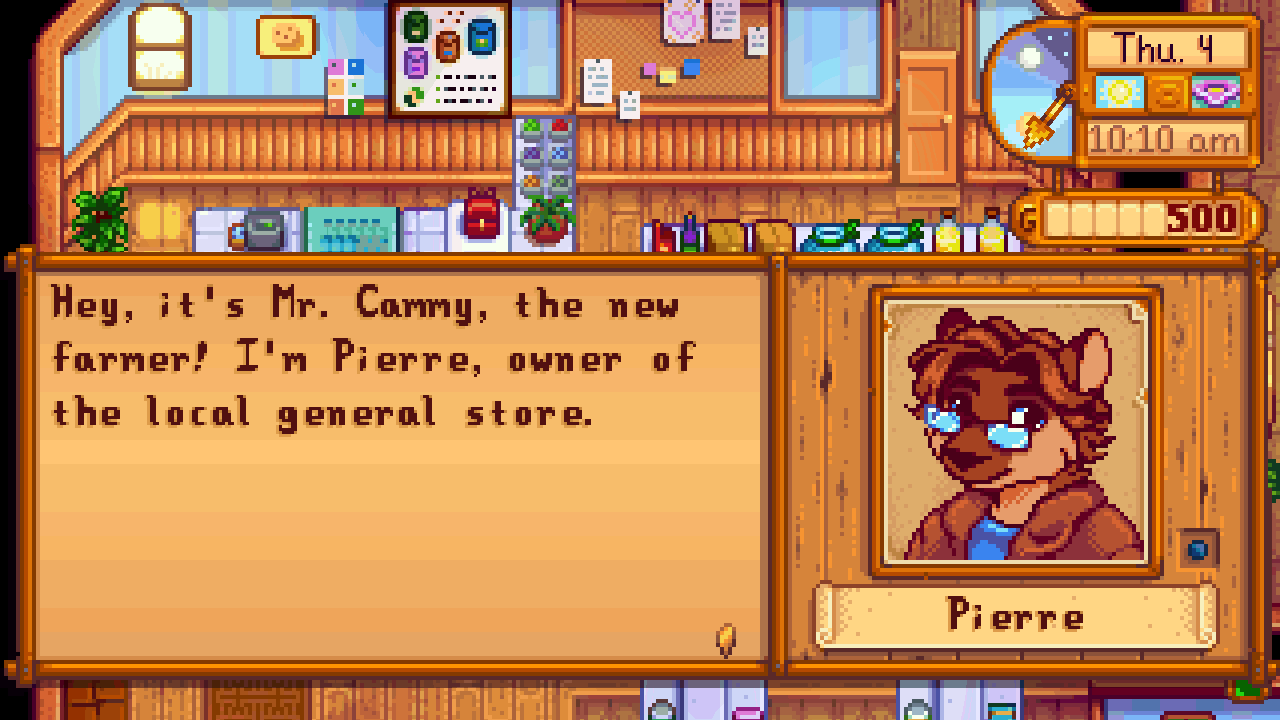 Thu. 4
10:10 am
500
Hey, it's Mr. Cammy, the new
farmer! I'm Pierre, owner of
the local general store.
Pierre